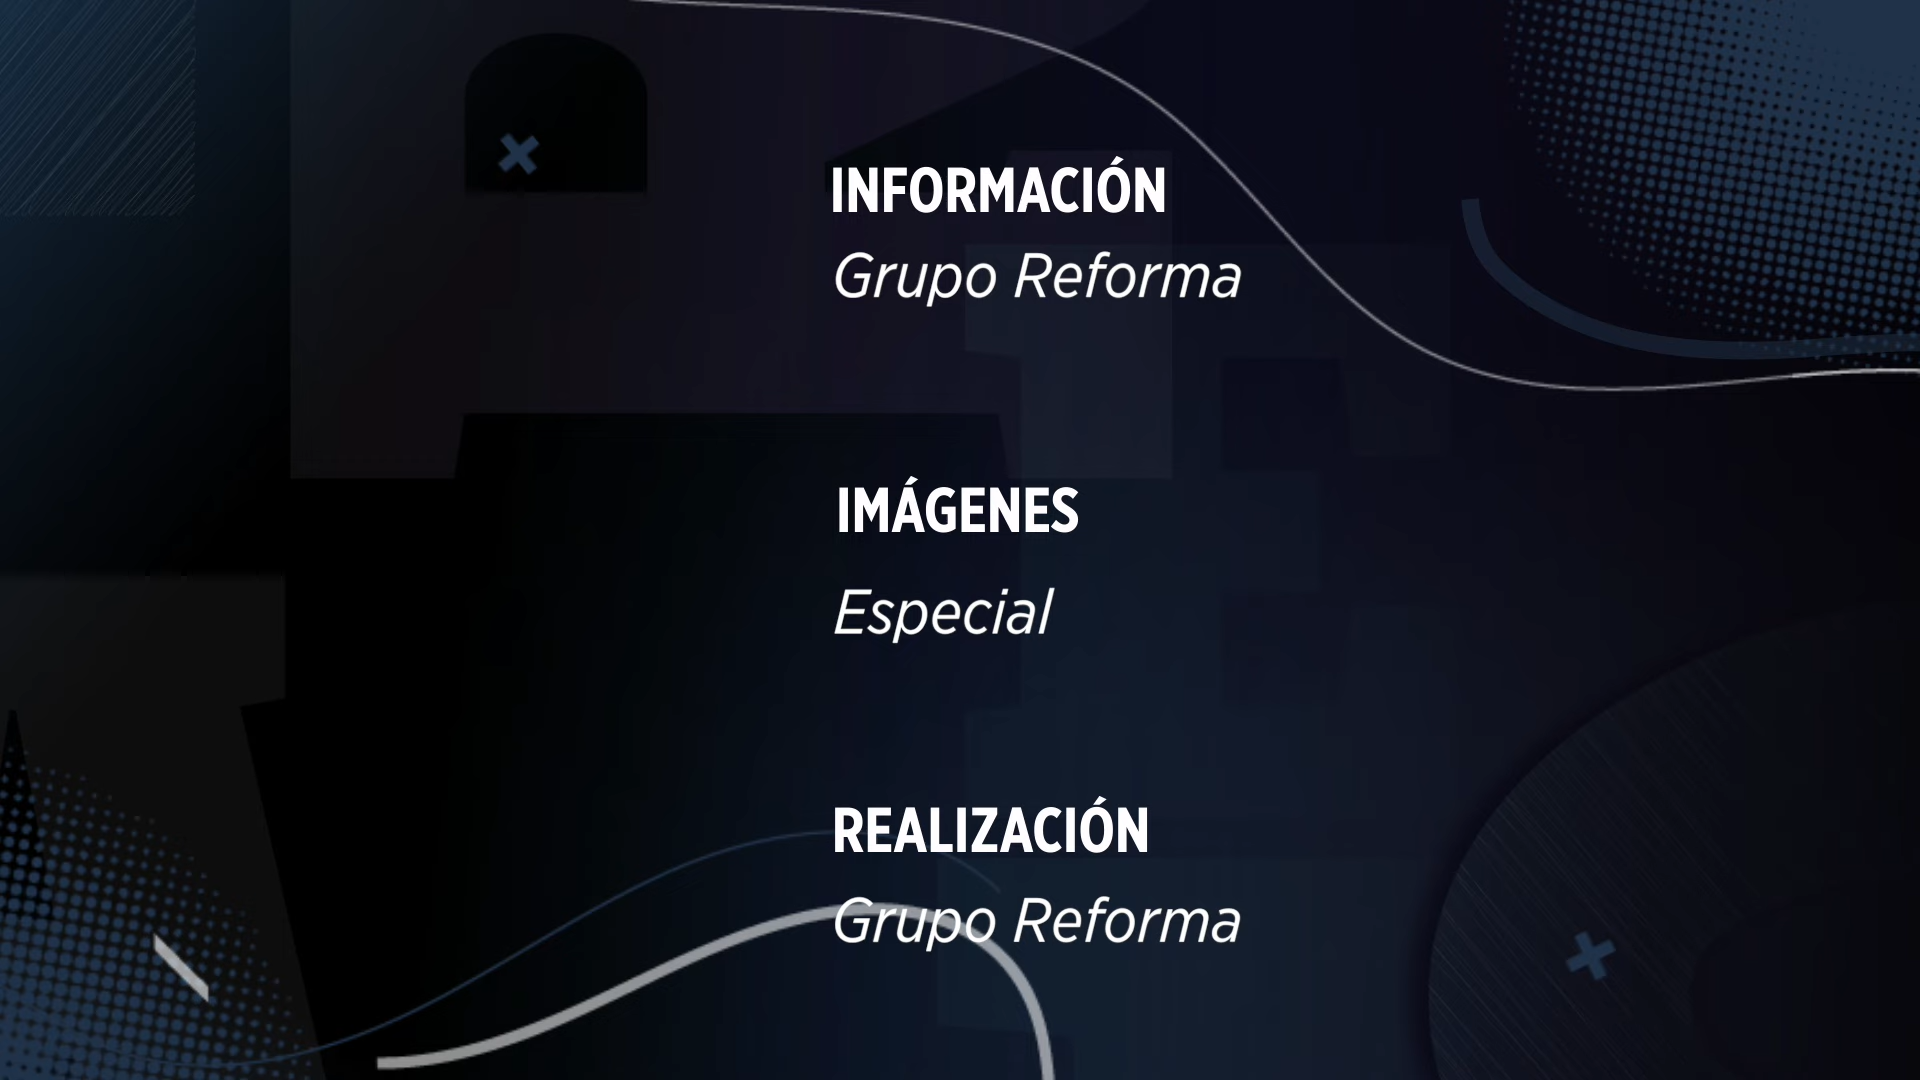 INFORMACIÓN
Grupo Reforma
IMÁGENES
Especial
REALIZACIÓN
Grupo Reforma